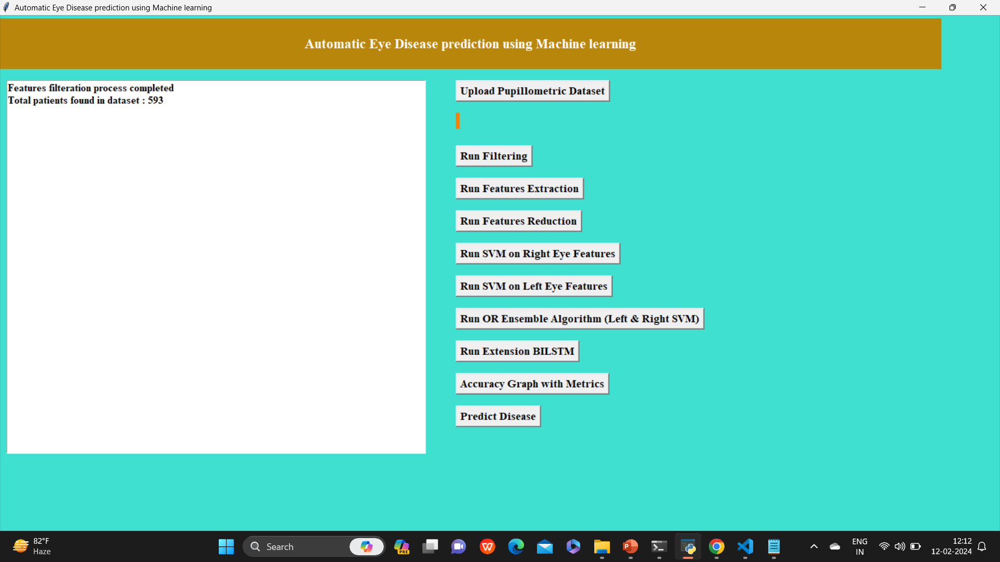 Automatic Eye Disease prediction using Machine learning
Automatic Eye Disease prediction using Machine learning
Features filteration process completed
Total patients found in dataset : 593
Upload Pupillometric Dataset
Run Filtering
Run Features Extraction
Run Features Reduction
Run SVM on Right Eye Features
Run SVM on Left Eye Features
Run OR Ensemble Algorithm (Left & Right SVM)
Run Extension BILSTM
Accuracy Graph with Metrics
Predict Disease
82°F
Haze
Search
PRE
ENG
IN
12:12
12-02-2024